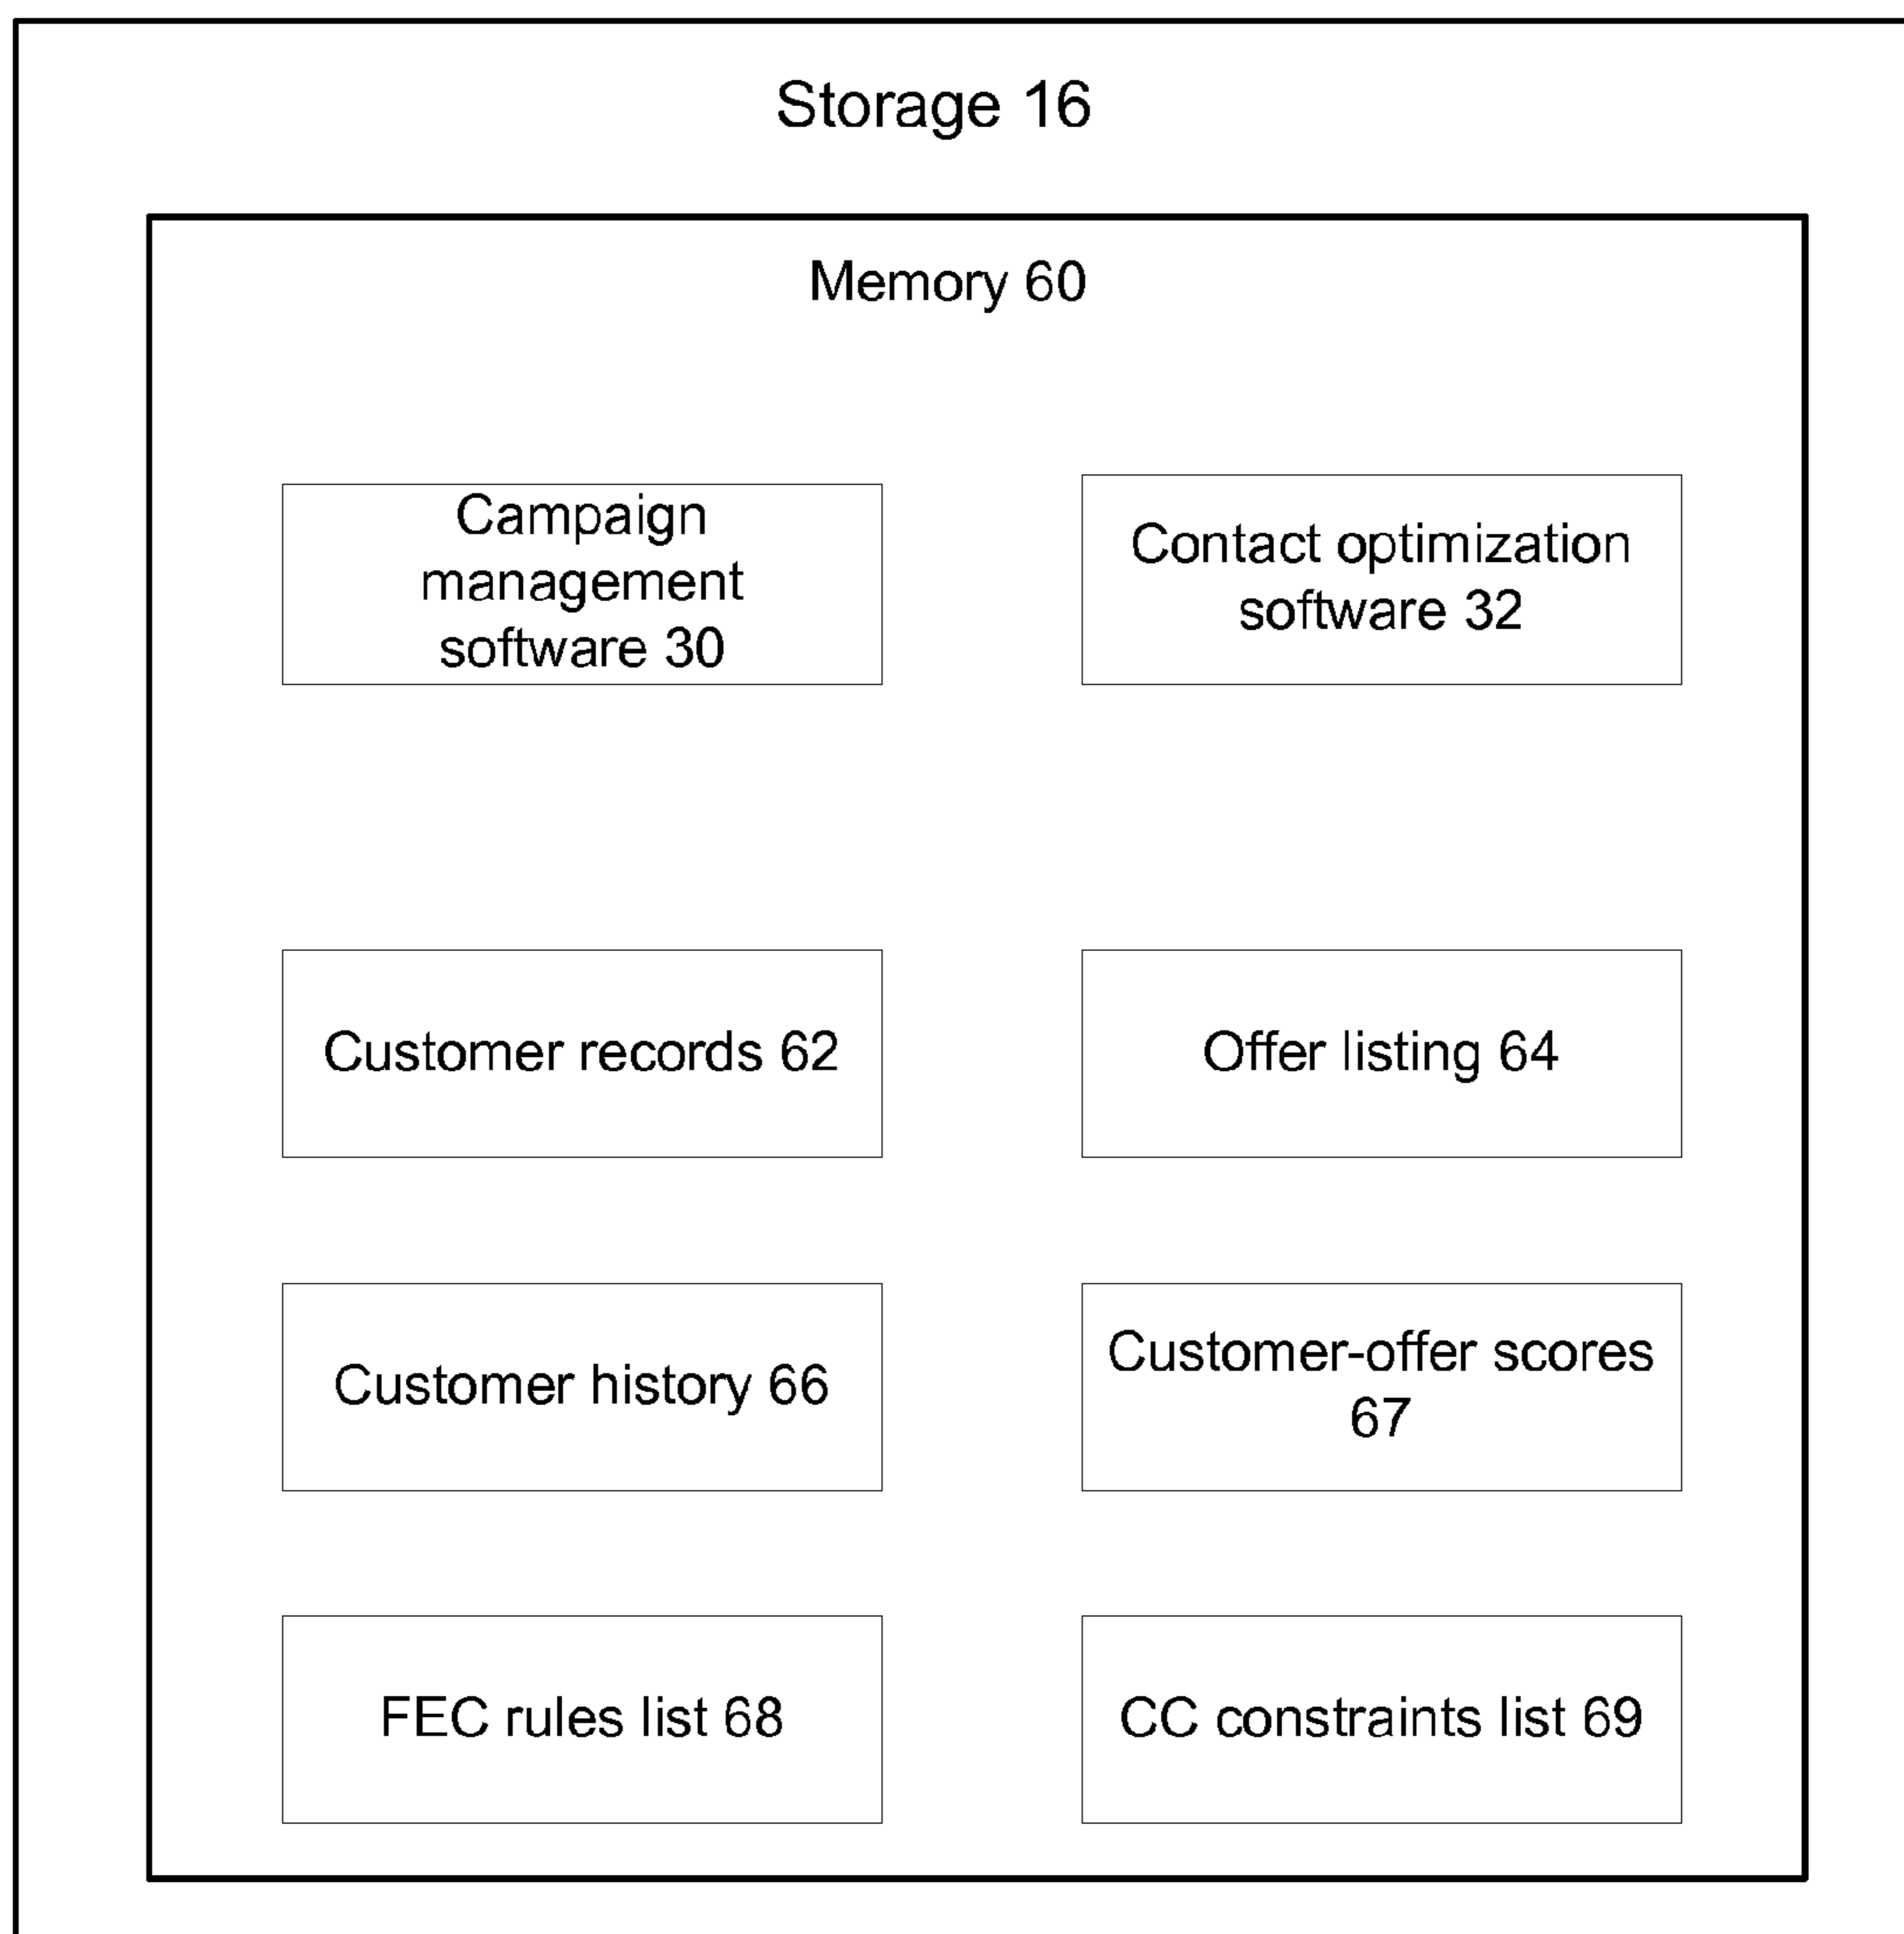 Storage 16
Memory 60
Campaign
management
software 30
Contact optimization
software 32
Customer records 62
Offer listing 64
Customer history 66
Customer-offer scores
67
FEC rules list 68
CC constraints list 69